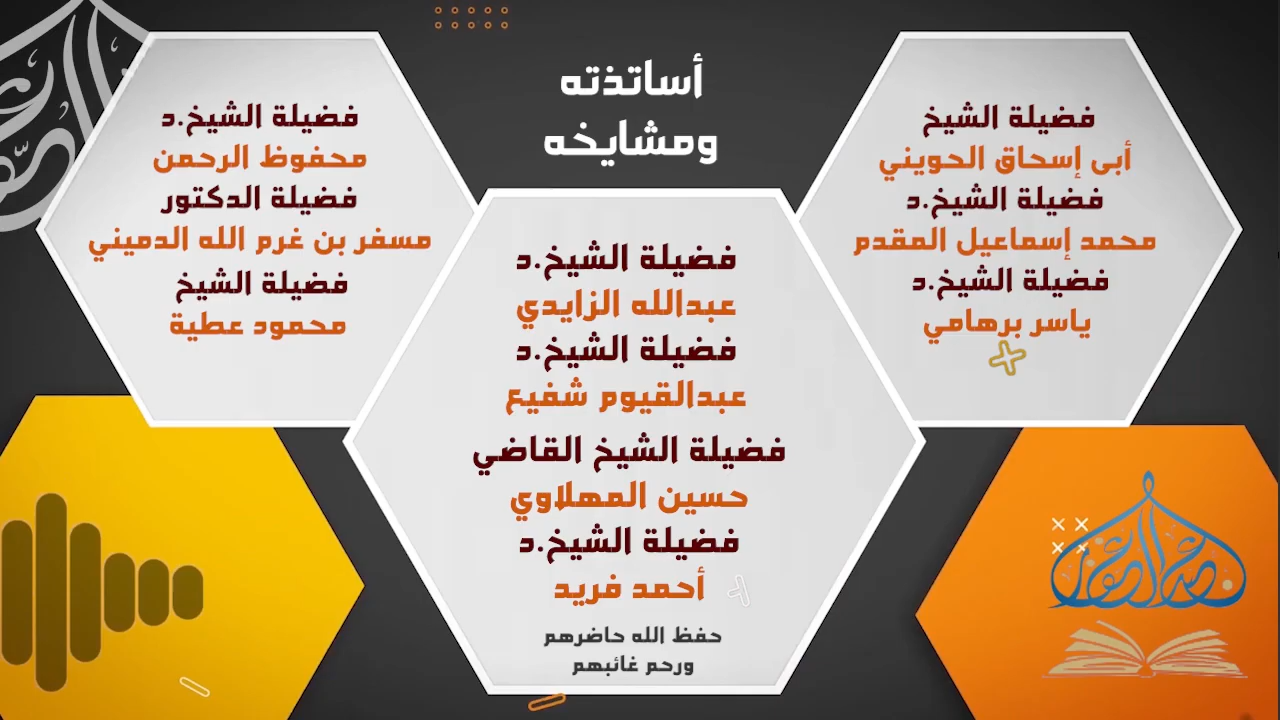 أساتذته
ومشايخه
فضيلة الشيخ
أبى إسحاق الحويني
فضيلة الشيخ.د
محمد إسماعيل المقدم
فضيلة الشيخ.د
ياسر برهامي
فضيلة الشيخ.د
عبدالله الزايدي
فضيلة الشيخ.د
عبدالقيوم شفيع
فضيلة الشيخ القاضي
حسين المهلاوي
فضيلة الشيخ.د
أحمد فريد
حفظ الله حاضرهم
ورحم غائبهم
فضيلة الشيخ.د
محفوظ الرحمن
فضيلة الدكتور
مسفر بن غرم الله الدميني
فضيلة الشيخ
محمود عطية